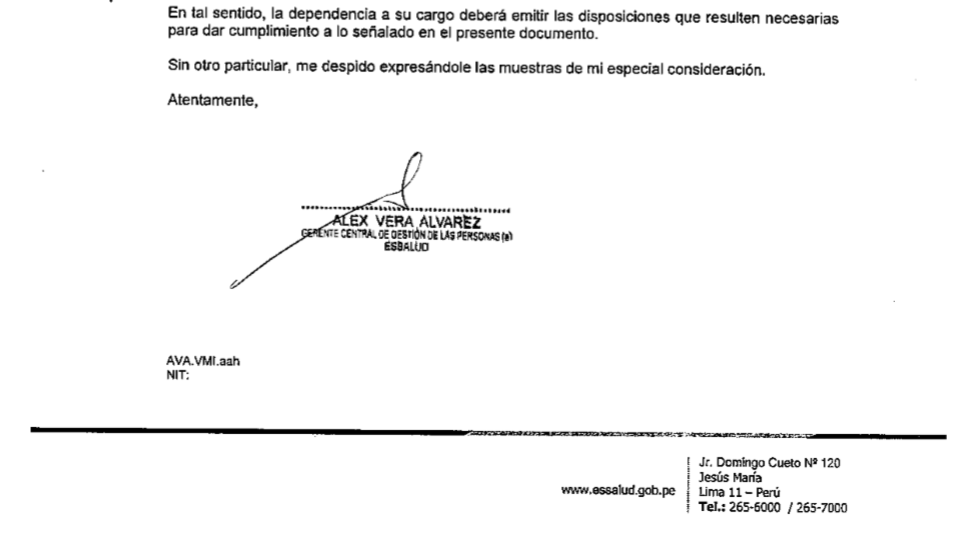 En tal sentido, la dependencia a su cargo deberá emitir las disposiciones que resulten necesarias
para dar cumplimiento a lo señalado en el presente documento.
Sin otro particular, me despido expresándole las muestras de mi especial consideración.
Atentamente,
ALEX VERA ALVAREZ
GERENTE CENTRAL DE GESTIÓN DE LAS PERSONAS (e)
ESSALUD
AVA.VMI.aah
NIT:
www.essalud.gob.pe
Jr. Domingo Cueto Nº 120
Jesús María
Lima 11 – Perú
Tel.: 265-6000 / 265-7000